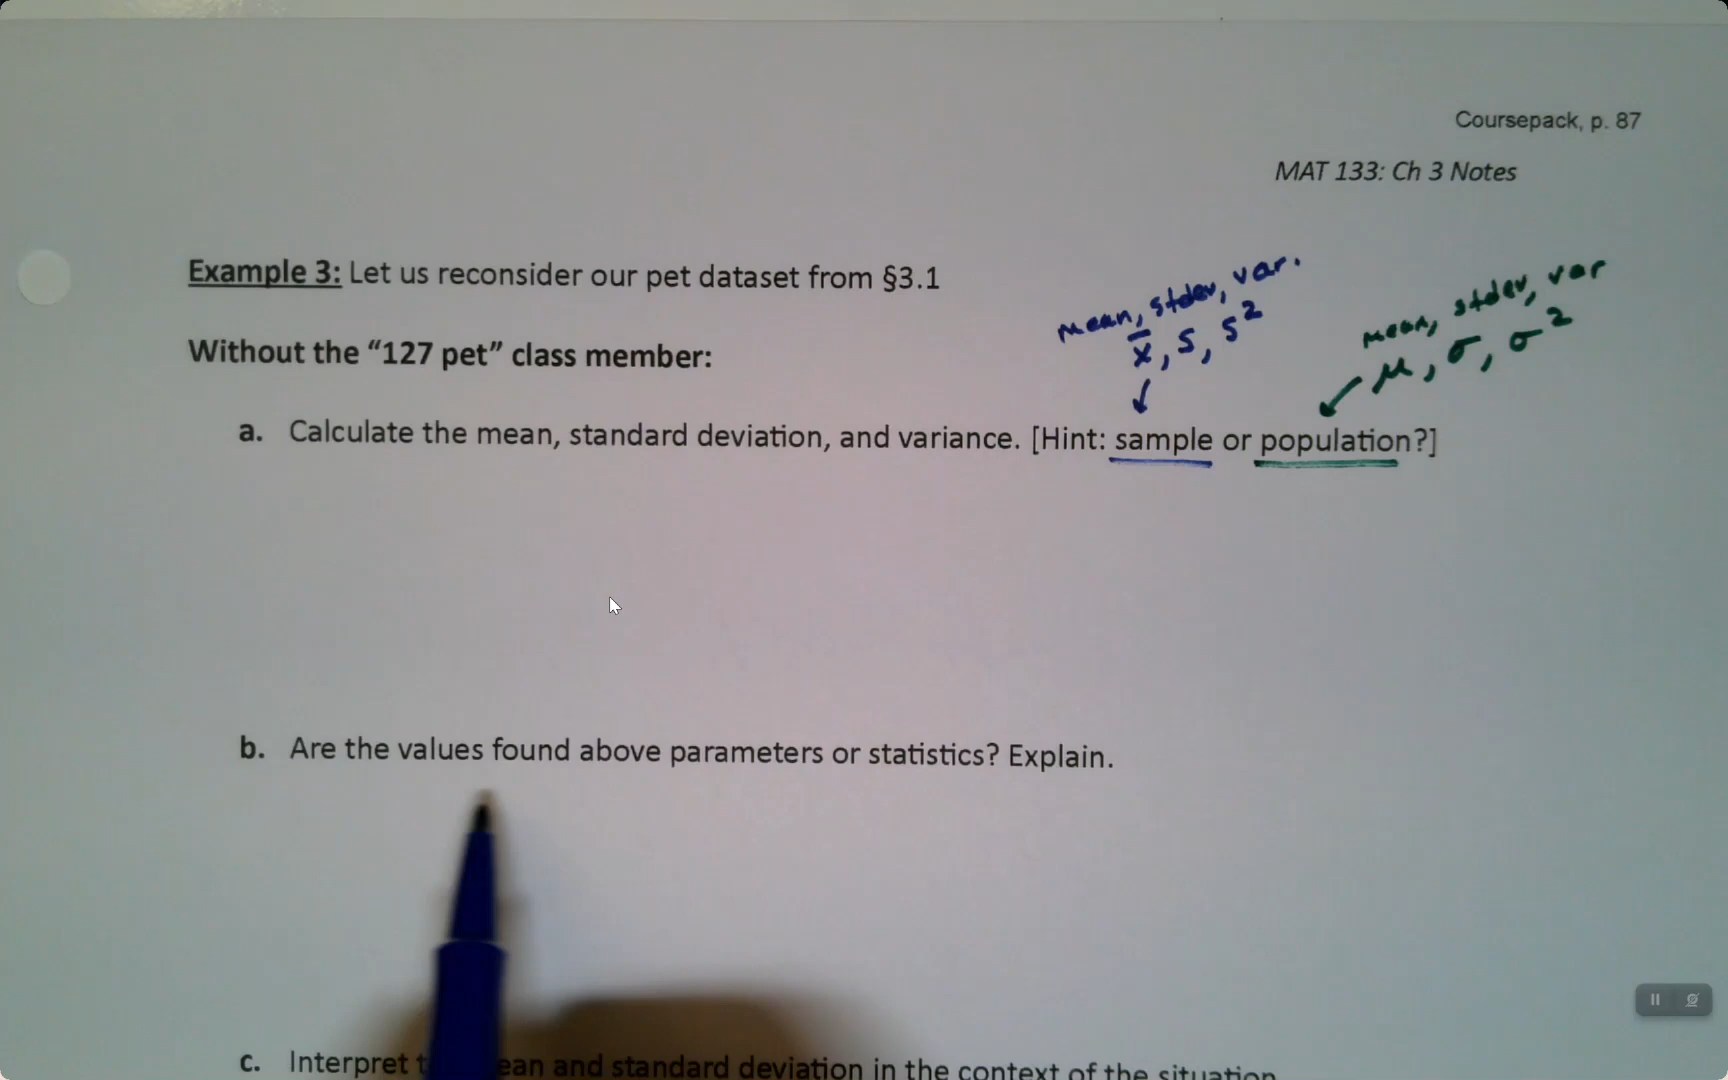 Coursepack, p. 87
MAT 133: Ch 3 Notes
Example 3: Let us reconsider our pet dataset from §3.1
mean, stdev, var.
x̄, s, s²
mean, stdev, var
μ, σ, σ²
Without the “127 pet” class member:
a. Calculate the mean, standard deviation, and variance. [Hint: sample or population?]
b. Are the values found above parameters or statistics? Explain.
c. Interpret and standard deviation in the context of the situation